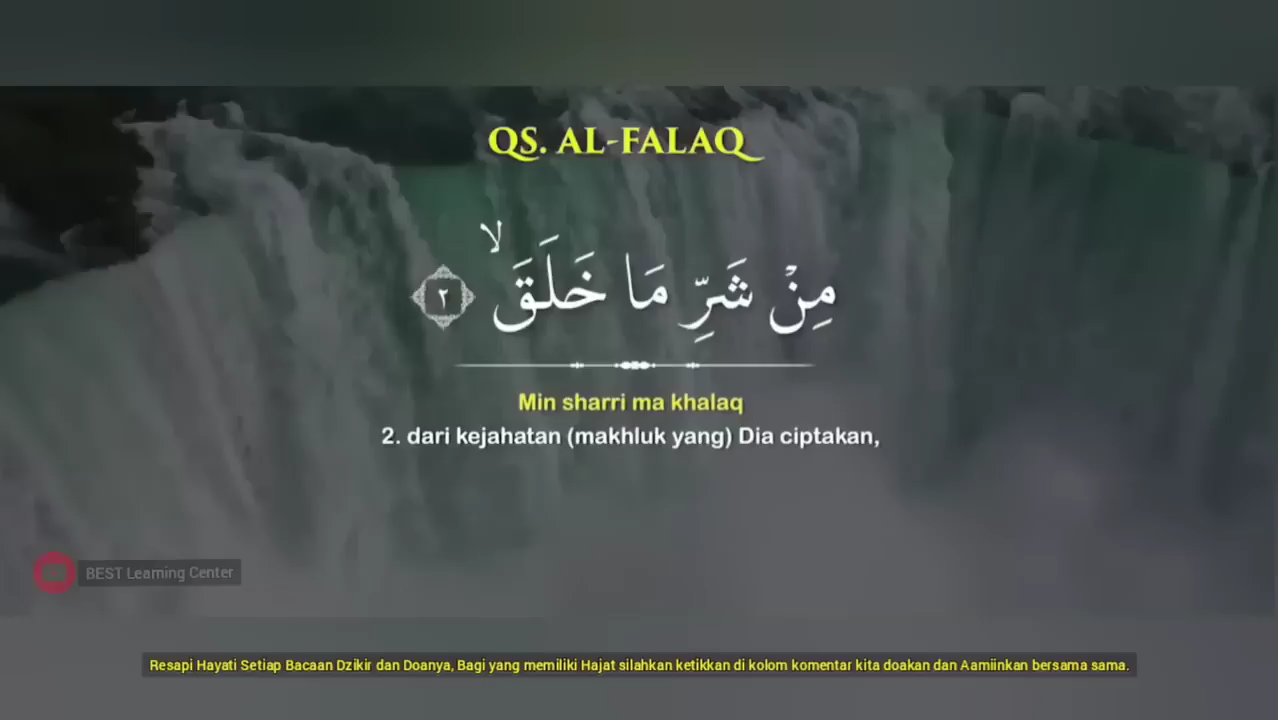 QS. AL-FALAQ
مِنْ شَرِّ مَا خَلَقَ ۙ ٢
Min sharri ma khalaq
2. dari kejahatan (makhluk yang) Dia ciptakan,
BEST Learning Center
Resapi Hayati Setiap Bacaan Dzikir dan Doanya, Bagi yang memiliki Hajat silahkan ketikkan di kolom komentar kita doakan dan Aamiinkan bersama sama.